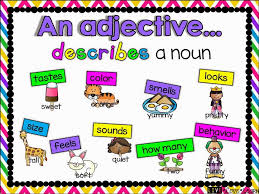 An adjective...
describes a noun
tastes
color
smells
looks
sweet
orange
yummy
pretty
size
feels
sounds
how many
behavior
tall
soft
quiet
two
funny